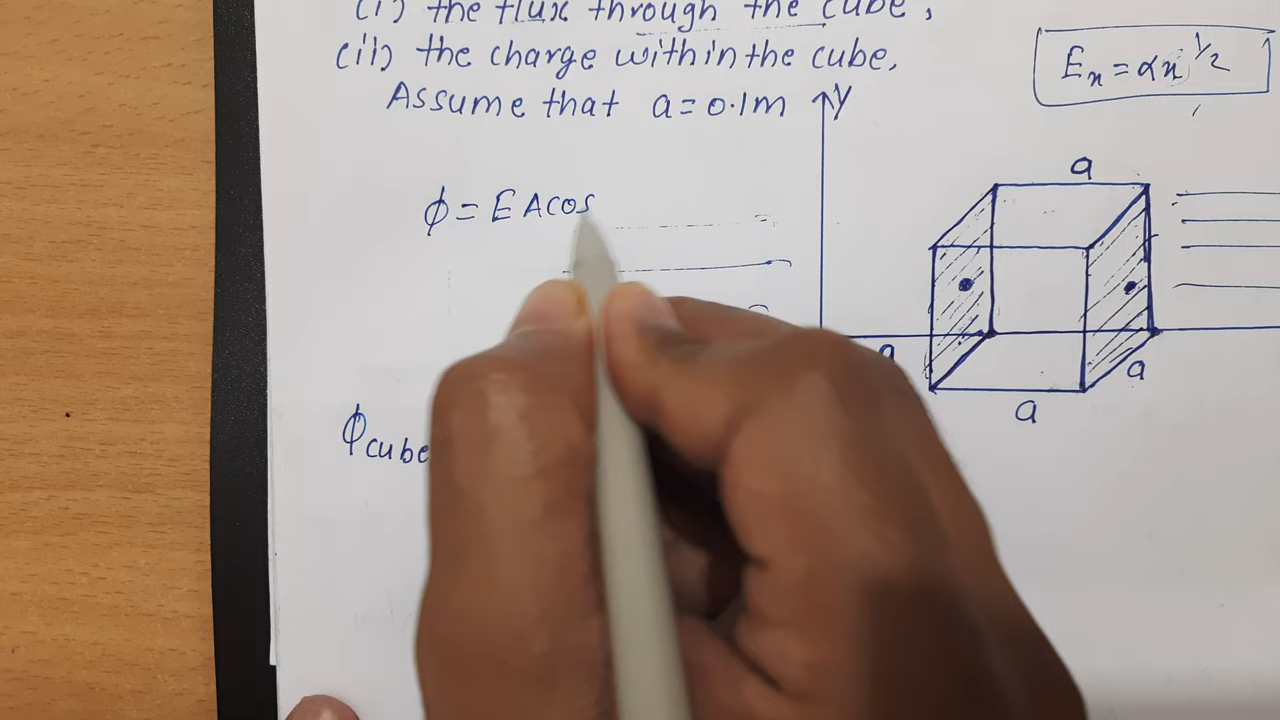 (i) the flux through the cube,
(ii) the charge within the cube.
Assume that a = 0.1m
Y
Eₓ = αx^1/2
a
ϕ = E A cos
a
a
a
ϕcube